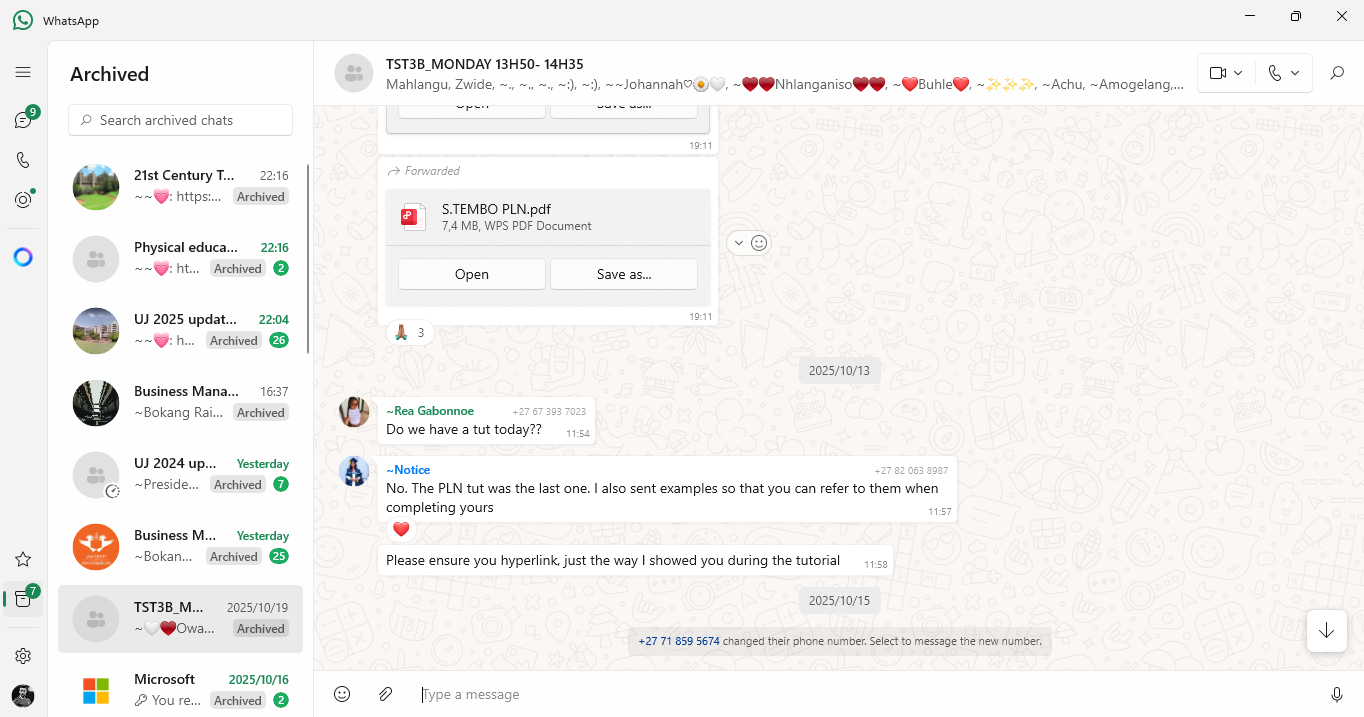 WhatsApp
9
7
Archived
Search archived chats
21st Century T... 22:16
~~💗: https:... Archived
Physical educa... 22:16
~~💗: ht... Archived 2
UJ 2025 updat... 22:04
~~💗: h... Archived 26
Business Mana... 16:37
~Bokang Rai... Archived
UJ 2024 up... Yesterday
~Preside... Archived 7
Business M... Yesterday
~Bokan... Archived 25
TST3B_M... 2025/10/19
~🤍♥️Owa... Archived
Microsoft 2025/10/16
You re... Archived 2
TST3B_MONDAY 13H50- 14H35
Mahlangu, Zwide, ~., ~., ~., ~:), ~:), ~~Johannah♡🍳🤍, ~♥️♥️Nhlanganiso♥️♥️, ~❤️Buhle❤️, ~✨✨✨, ~Achu, ~Amogelang,...
Open Save as...
19:11
Forwarded
S.TEMBO PLN.pdf
7,4 MB, WPS PDF Document
Open Save as...
19:11
🙏🏽 3
2025/10/13
~Rea Gabonnoe +27 67 393 7023
Do we have a tut today?? 11:54
~Notice +27 82 063 8987
No. The PLN tut was the last one. I also sent examples so that you can refer to them when
completing yours 11:57
❤️
Please ensure you hyperlink, just the way I showed you during the tutorial 11:58
2025/10/15
+27 71 859 5674 changed their phone number. Select to message the new number.
Type a message